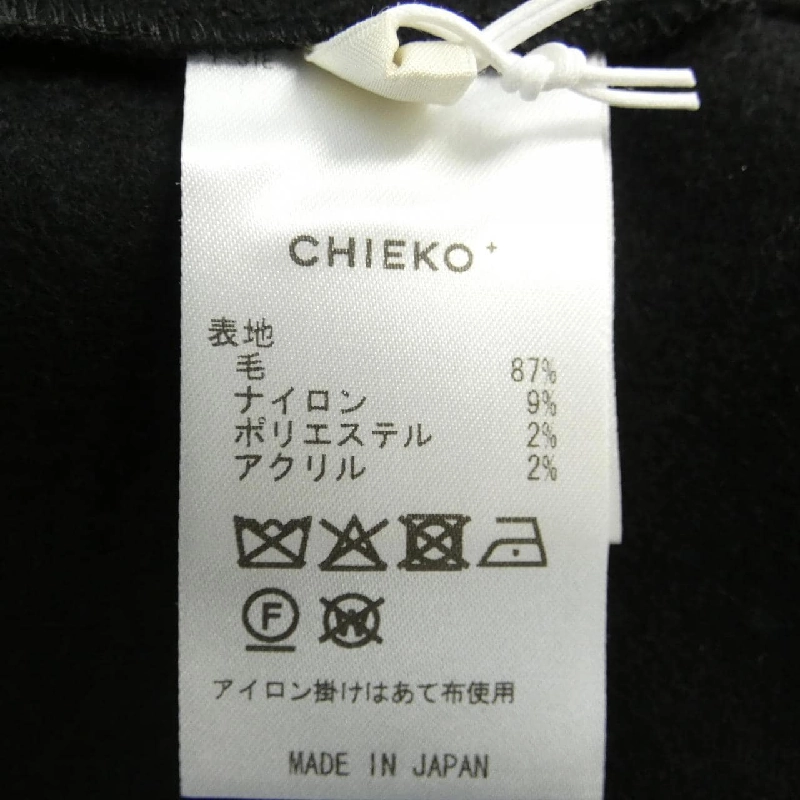 CHIEKO+
表地
毛 87%
ナイロン 9%
ポリエステル 2%
アクリル 2%
F W
アイロン掛けはあて布使用
MADE IN JAPAN